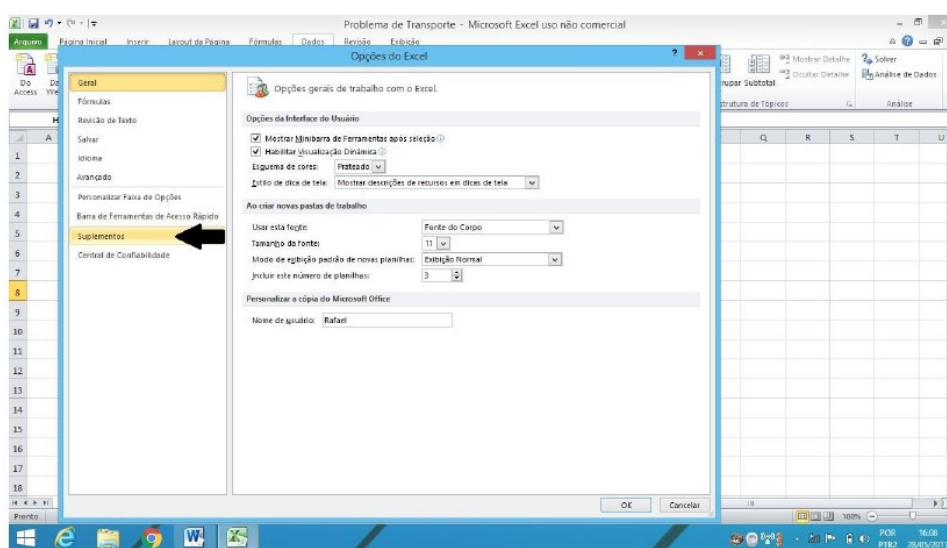 Problema de Transporte - Microsoft Excel uso não comercial
Arquivo Página Inicial Inserir Layout da Página Fórmulas Dados Revisão Exibição
Opções do Excel
Do Access
Mostrar Detalhe
Ocultar Detalhe
Subtotal
Solver
Análise de Dados
Análise
Geral
Fórmulas
Revisão de Texto
Salvar
Idioma
Avançado
Personalizar Faixa de Opções
Barra de Ferramentas de Acesso Rápido
Suplementos
Central de Confiabilidade
Opções gerais de trabalho com o Excel.
Opções da Interface do Usuário
Mostrar Minibarra de Ferramentas após seleção
Habilitar Visualização Dinâmica
Esquema de cores: Prateado
Estilo de dica de tela: Mostrar descrições de recursos em dicas de tela
Ao criar novas pastas de trabalho
Usar esta fonte: Fonte do Corpo
Tamanho da fonte: 11
Modo de exibição padrão de novas planilhas: Exibição Normal
Incluir este número de planilhas: 3
Personalizar a cópia do Microsoft Office
Nome de usuário: Rafael
OK Cancelar
A Q R S T U
1
2
3
4
5
6
7
8
9
10
11
12
13
14
15
16
17
18
Pronto 100%
POR 16:08
PTB2